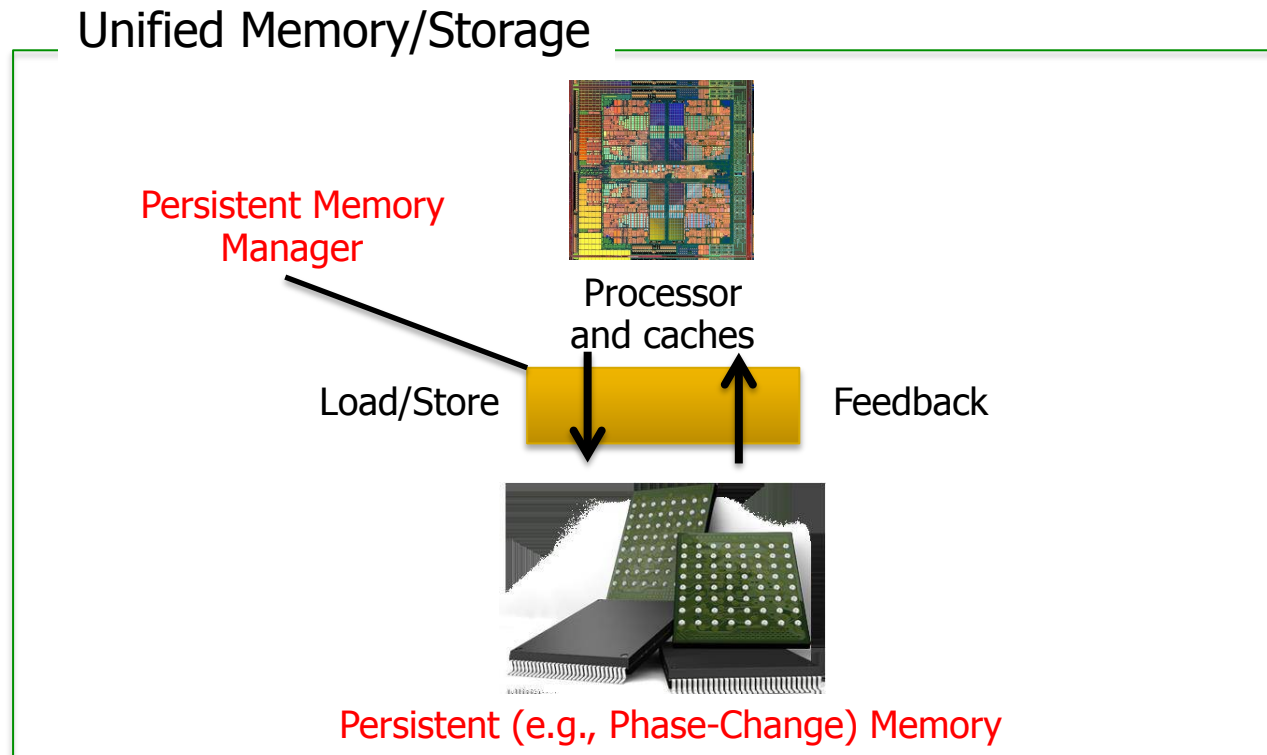 Unified Memory/Storage
Persistent Memory
Manager
Processor
and caches
Load/Store
Feedback
Persistent (e.g., Phase-Change) Memory